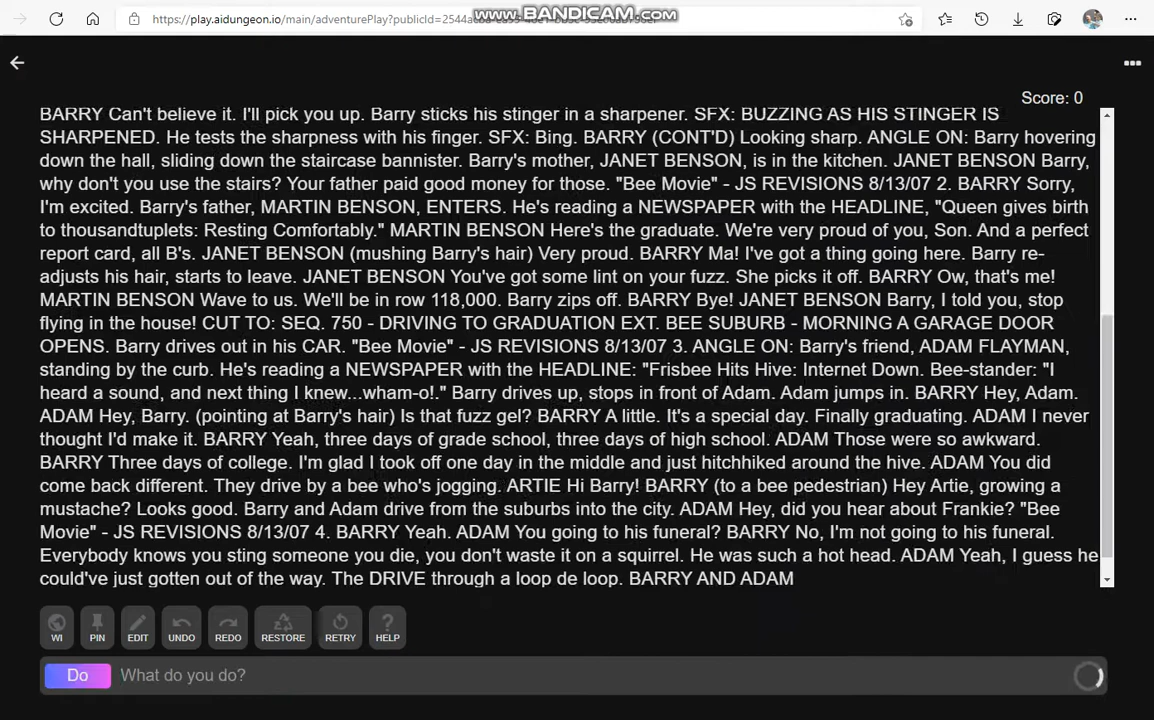 www.BANDICAM.com
https://play.aidungeon.io/main/adventurePlay?publicId=2544
Score: 0
BARRY Can't believe it. I'll pick you up. Barry sticks his stinger in a sharpener. SFX: BUZZING AS HIS STINGER IS
SHARPENED. He tests the sharpness with his finger. SFX: Bing. BARRY (CONT'D) Looking sharp. ANGLE ON: Barry hovering
down the hall, sliding down the staircase bannister. Barry's mother, JANET BENSON, is in the kitchen. JANET BENSON Barry,
why don't you use the stairs? Your father paid good money for those. "Bee Movie" - JS REVISIONS 8/13/07 2. BARRY Sorry,
I'm excited. Barry's father, MARTIN BENSON, ENTERS. He's reading a NEWSPAPER with the HEADLINE, "Queen gives birth
to thousandtuplets: Resting Comfortably." MARTIN BENSON Here's the graduate. We're very proud of you, Son. And a perfect
report card, all B's. JANET BENSON (mushing Barry's hair) Very proud. BARRY Ma! I've got a thing going here. Barry re-
adjusts his hair, starts to leave. JANET BENSON You've got some lint on your fuzz. She picks it off. BARRY Ow, that's me!
MARTIN BENSON Wave to us. We'll be in row 118,000. Barry zips off. BARRY Bye! JANET BENSON Barry, I told you, stop
flying in the house! CUT TO: SEQ. 750 - DRIVING TO GRADUATION EXT. BEE SUBURB - MORNING A GARAGE DOOR
OPENS. Barry drives out in his CAR. "Bee Movie" - JS REVISIONS 8/13/07 3. ANGLE ON: Barry's friend, ADAM FLAYMAN,
standing by the curb. He's reading a NEWSPAPER with the HEADLINE: "Frisbee Hits Hive: Internet Down. Bee-stander: "I
heard a sound, and next thing I knew...wham-o!." Barry drives up, stops in front of Adam. Adam jumps in. BARRY Hey, Adam.
ADAM Hey, Barry. (pointing at Barry's hair) Is that fuzz gel? BARRY A little. It's a special day. Finally graduating. ADAM I never
thought I'd make it. BARRY Yeah, three days of grade school, three days of high school. ADAM Those were so awkward.
BARRY Three days of college. I'm glad I took off one day in the middle and just hitchhiked around the hive. ADAM You did
come back different. They drive by a bee who's jogging. ARTIE Hi Barry! BARRY (to a bee pedestrian) Hey Artie, growing a
mustache? Looks good. Barry and Adam drive from the suburbs into the city. ADAM Hey, did you hear about Frankie? "Bee
Movie" - JS REVISIONS 8/13/07 4. BARRY Yeah. ADAM You going to his funeral? BARRY No, I'm not going to his funeral.
Everybody knows you sting someone you die, you don't waste it on a squirrel. He was such a hot head. ADAM Yeah, I guess he
could've just gotten out of the way. The DRIVE through a loop de loop. BARRY AND ADAM
WI PIN EDIT UNDO REDO RESTORE RETRY HELP
Do What do you do?